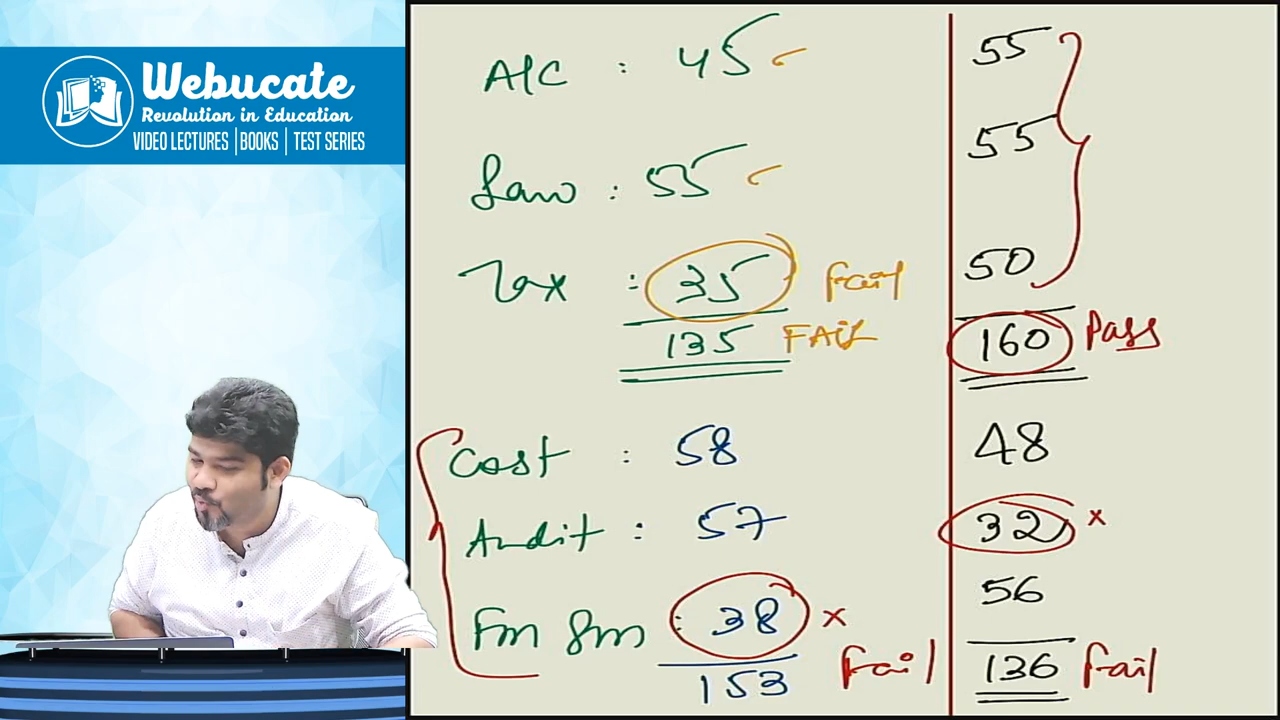 Webucate
Revolution in Education
VIDEO LECTURES | BOOKS | TEST SERIES
A/C : 45
Law : 55
Tax : 35 Fail
135 FAIL
Cost : 58
Audit : 57
Fm Sm : 38 x
153 Fail
55
55
50
160 Pass
48
32 x
56
136 Fail